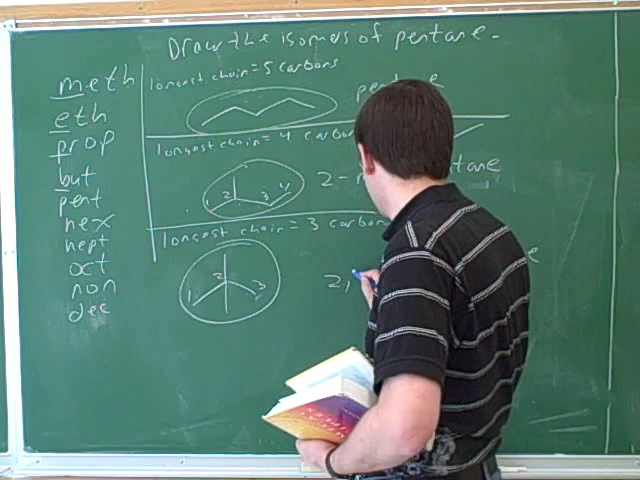 Draw the isomers of pentane.
meth
eth
prop
but
pent
hex
hept
oct
non
dec
longest chain = 5 carbons
pentane
longest chain = 4 carbons
1 2 3 4
2-
longest chain = 3 carbons
1 2 3
2,